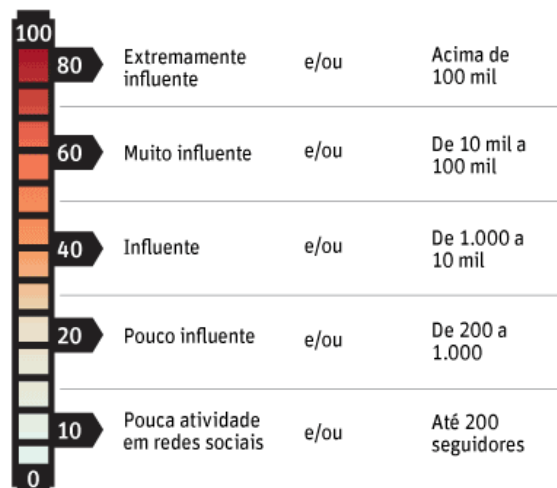 100
80
Extremamente
influente
e/ou
Acima de
100 mil
60
Muito influente
e/ou
De 10 mil a
100 mil
40
Influente
e/ou
De 1.000 a
10 mil
20
Pouco influente
e/ou
De 200 a
1.000
10
Pouca atividade
em redes sociais
e/ou
Até 200
seguidores
0